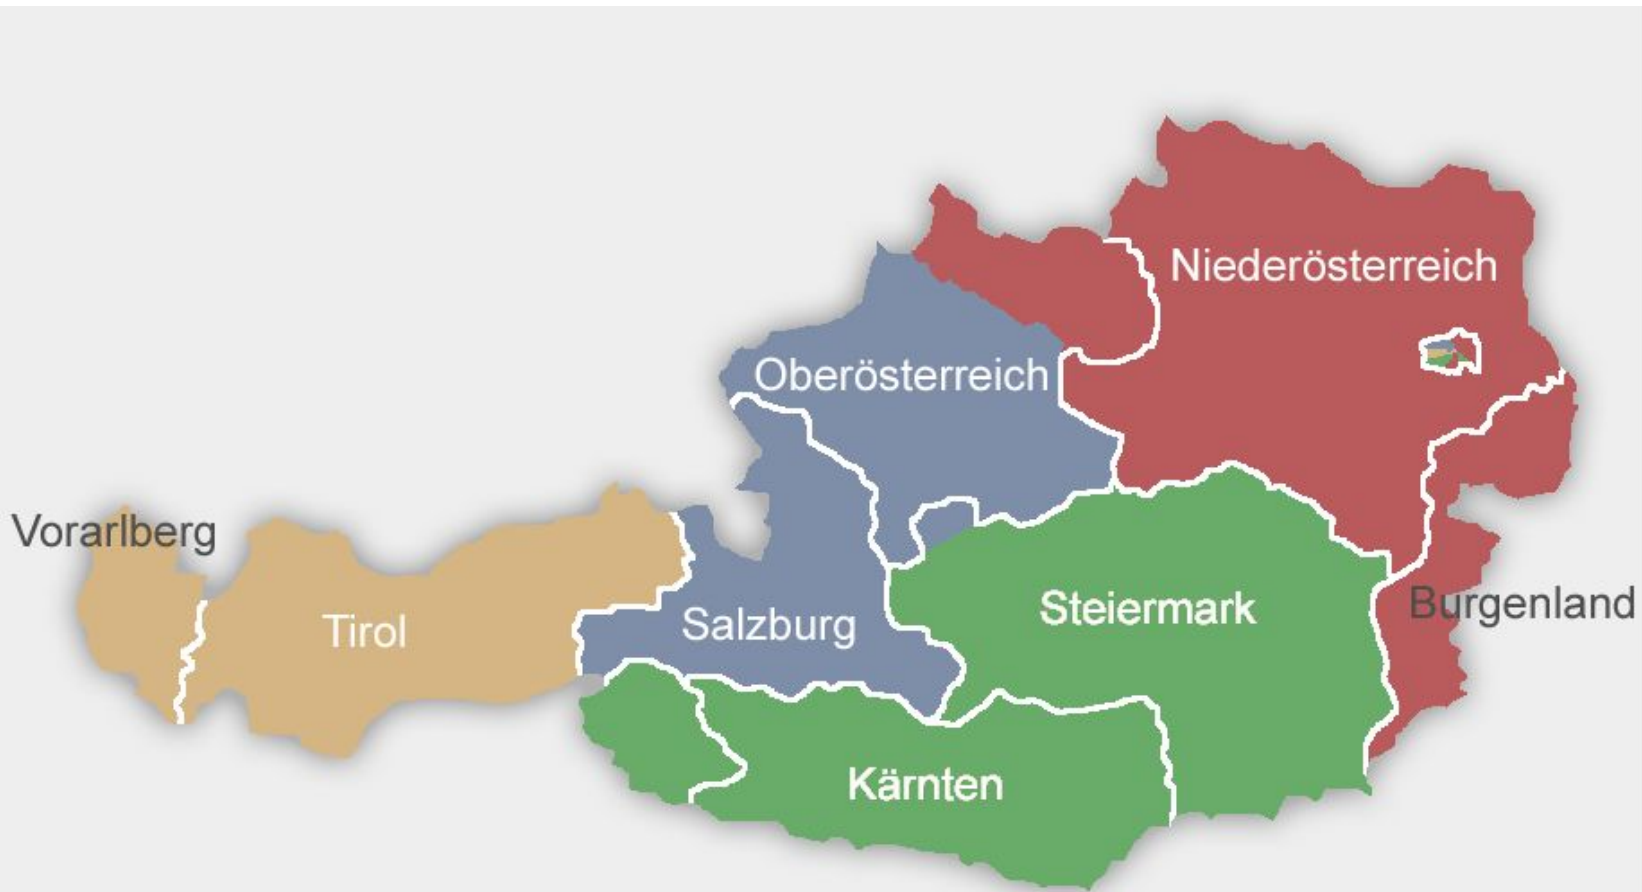 Niederösterreich
Oberösterreich
Vorarlberg
Tirol
Salzburg
Steiermark
Burgenland
Kärnten